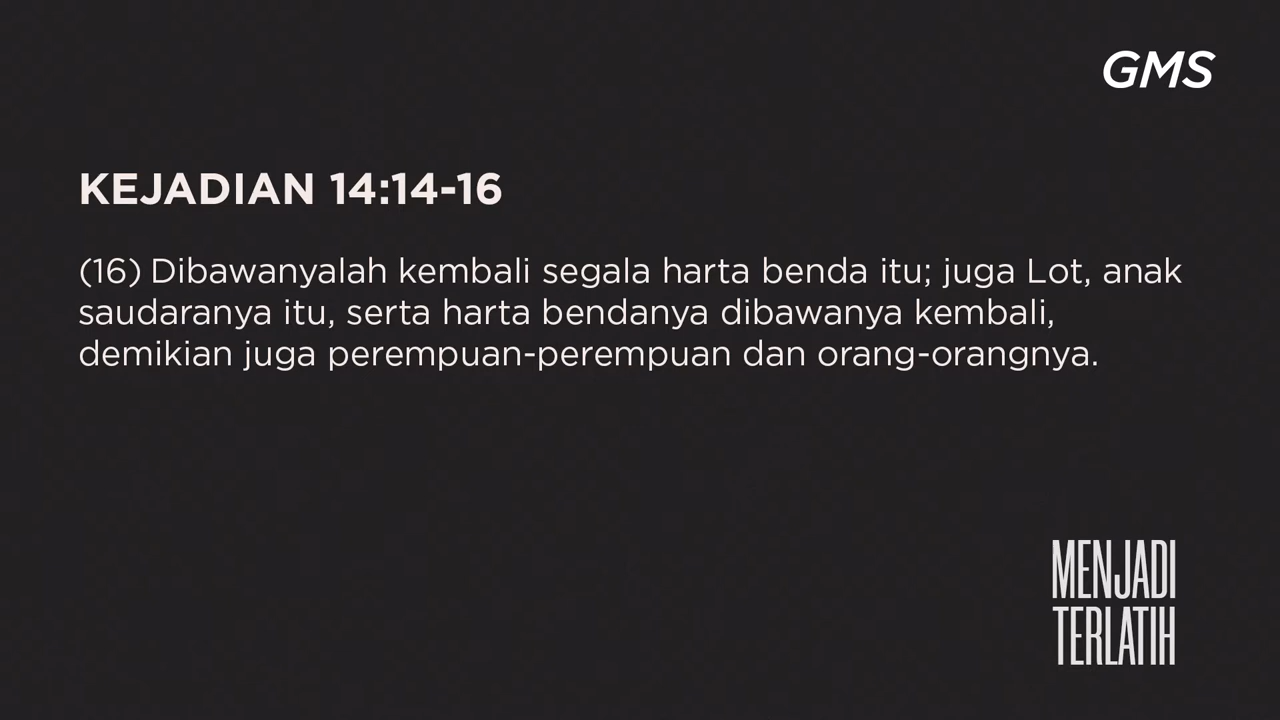 GMS
KEJADIAN 14:14-16
(16) Dibawanyalah kembali segala harta benda itu; juga Lot, anak
saudaranya itu, serta harta bendanya dibawanya kembali,
demikian juga perempuan-perempuan dan orang-orangnya.
MENJADI
TERLATIH